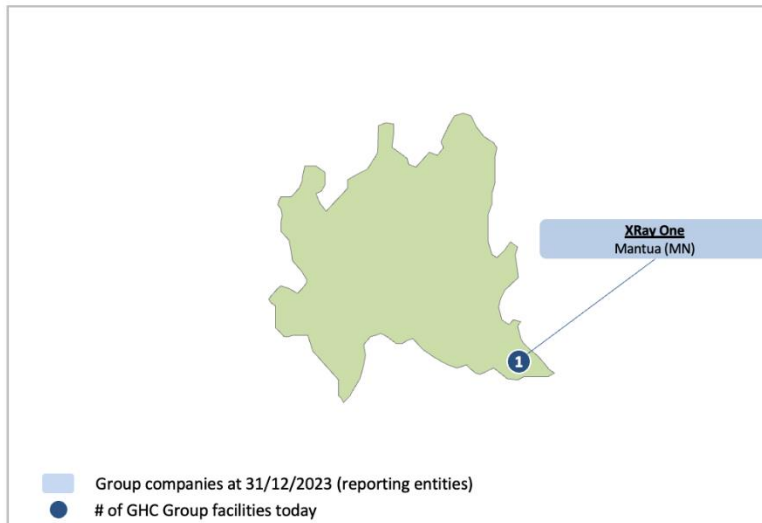 XRay One
Mantua (MN)
1
Group companies at 31/12/2023 (reporting entities)
# of GHC Group facilities today